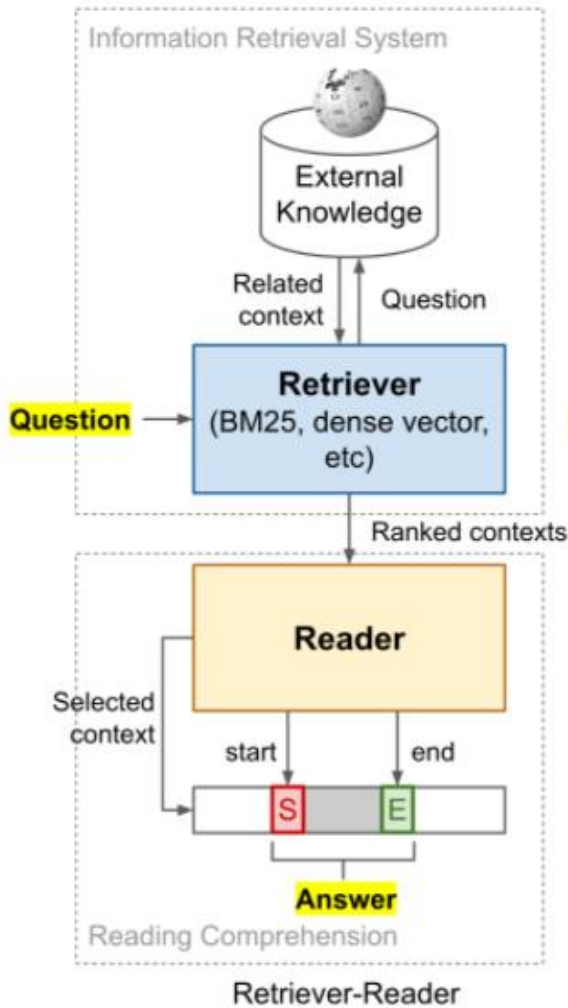 Information Retrieval System
External
Knowledge
Related
context
Question
Retriever
(BM25, dense vector,
etc)
Question
Ranked contexts
Reader
Selected
context
start
end
S
E
Answer
Reading Comprehension
Retriever-Reader